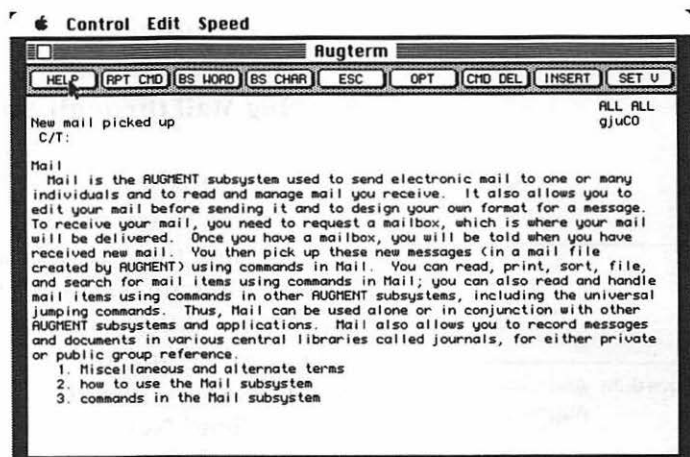 Control Edit Speed
Augterm
HELP RPT CMD BS WORD BS CHAR ESC OPT CMD DEL INSERT SET V
ALL ALL
New mail picked up gjuCO
C/T:
Mail
Mail is the AUGMENT subsystem used to send electronic mail to one or many
individuals and to read and manage mail you receive. It also allows you to
edit your mail before sending it and to design your own format for a message.
To receive your mail, you need to request a mailbox, which is where your mail
will be delivered. Once you have a mailbox, you will be told when you have
received new mail. You then pick up these new messages (in a mail file
created by AUGMENT) using commands in Mail. You can read, print, sort, file,
and search for mail items using commands in Mail; you can also read and handle
mail items using commands in other AUGMENT subsystems, including the universal
jumping commands. Thus, Mail can be used alone or in conjunction with other
AUGMENT subsystems and applications. Mail also allows you to record messages
and documents in various central libraries called journals, for either private
or public group reference.
1. Miscellaneous and alternate terms
2. how to use the Mail subsystem
3. commands in the Mail subsystem